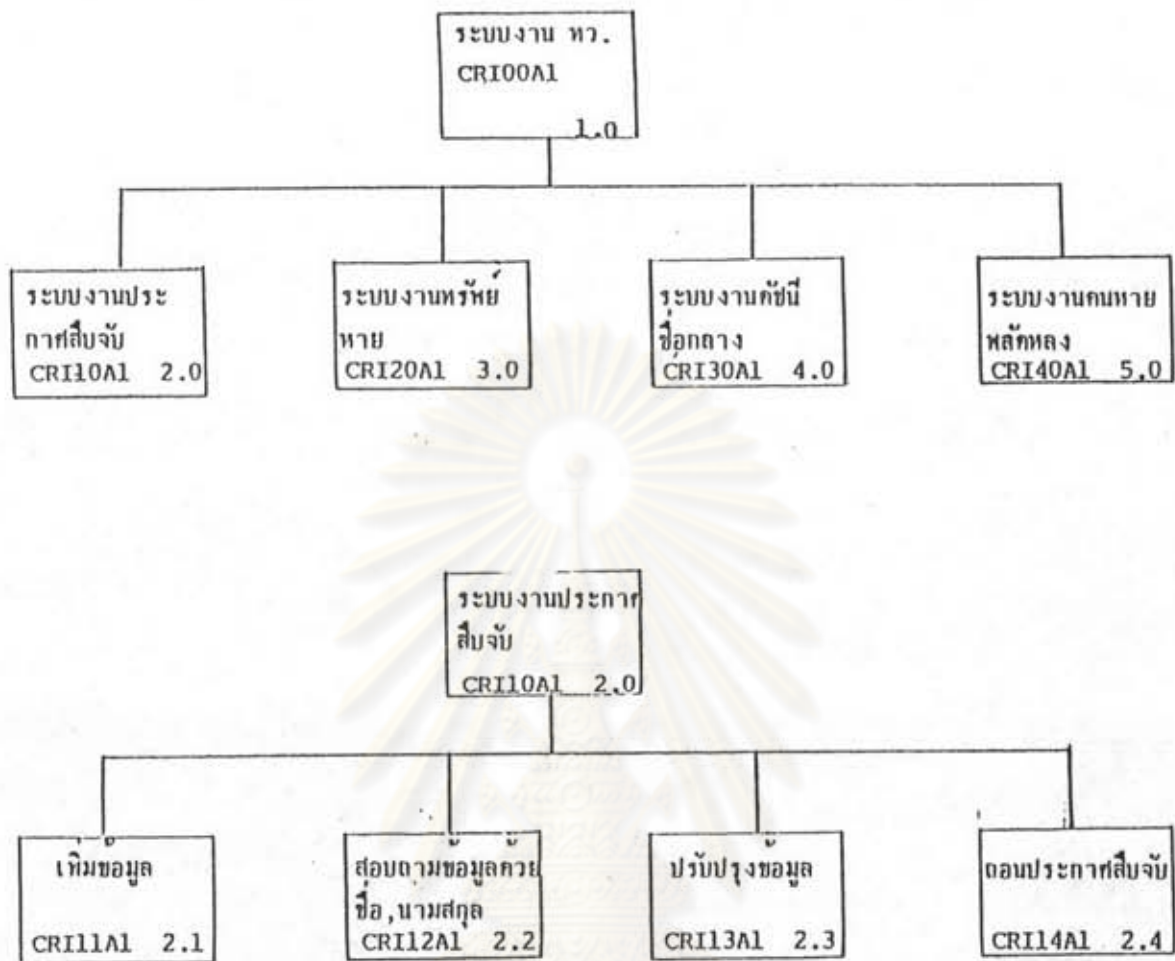 ระบบงาน ทว.
CRI00A1
1.0
ระบบงานประ
กาศสืบจับ
CRI10A1 2.0
ระบบงานทรัพย์
หาย
CRI20A1 3.0
ระบบงานดัชนี
ชื่อกลาง
CRI30A1 4.0
ระบบงานคนหาย
พลัดหลง
CRI40A1 5.0
ระบบงานประกาศ
สืบจับ
CRI10A1 2.0
เพิ่มข้อมูล
CRI11A1 2.1
สอบถามข้อมูลด้วย
ชื่อ,นามสกุล
CRI12A1 2.2
ปรับปรุงข้อมูล
CRI13A1 2.3
ถอนประกาศสืบจับ
CRI14A1 2.4